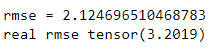 rmse = 2.124696510468783
real rmse tensor(3.2019)